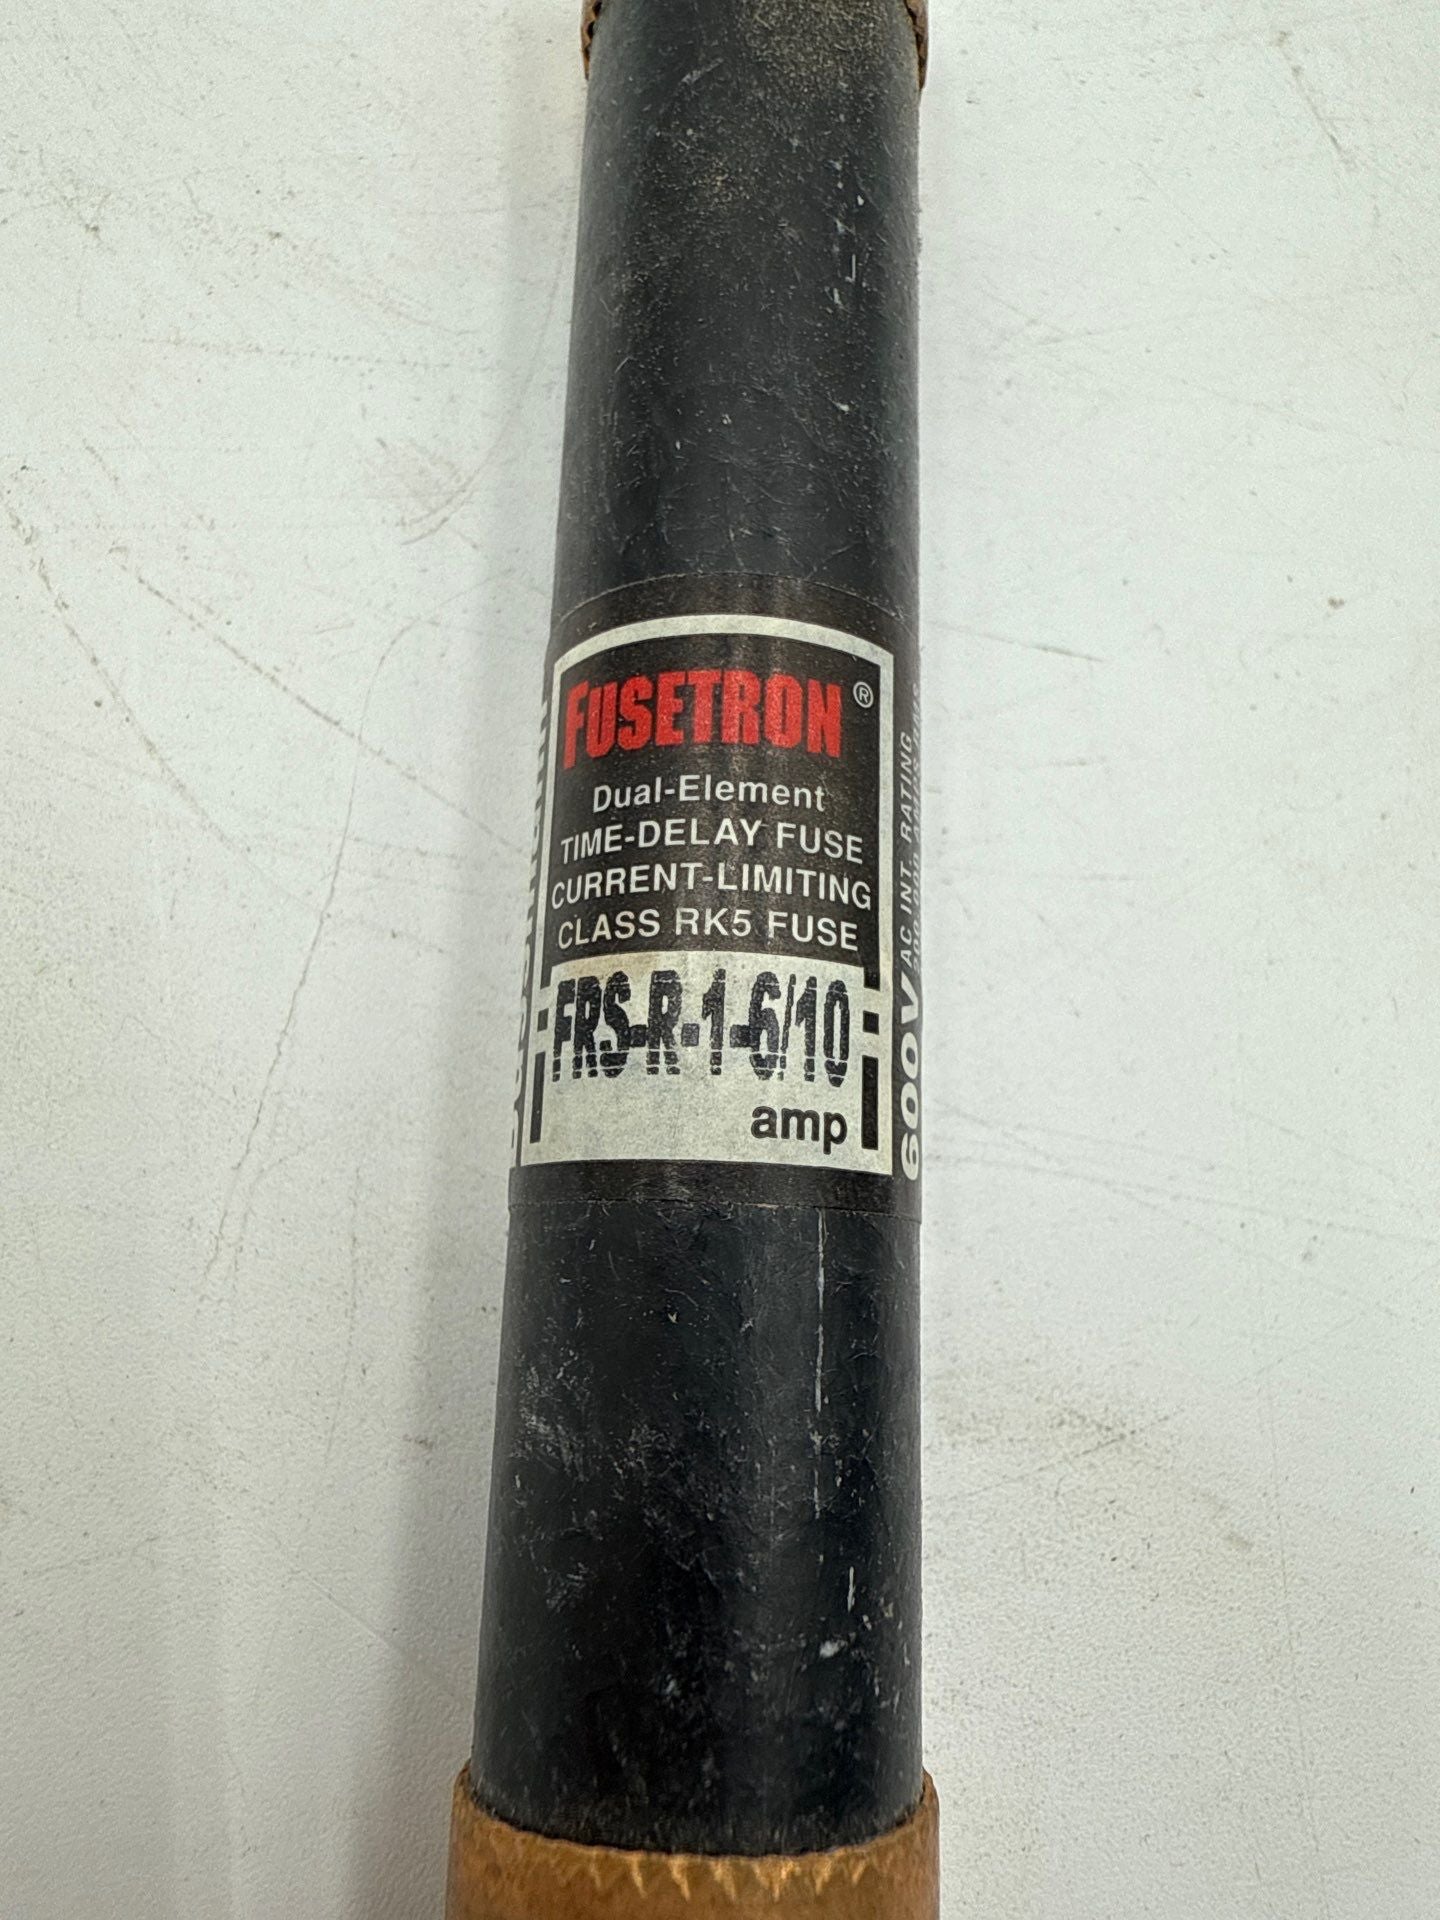 FUSETRON®
Dual-Element
TIME-DELAY FUSE
CURRENT-LIMITING
CLASS RK5 FUSE
FRS-R-1-6/10
amp
600V AC INT. RATING